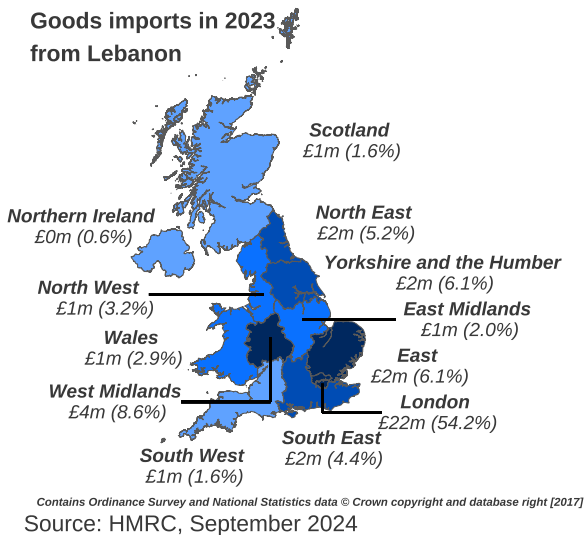 Goods imports in 2023
from Lebanon
Scotland
£1m (1.6%)
Northern Ireland
£0m (0.6%)
North East
£2m (5.2%)
Yorkshire and the Humber
£2m (6.1%)
North West
£1m (3.2%)
East Midlands
£1m (2.0%)
Wales
£1m (2.9%)
East
£2m (6.1%)
West Midlands
£4m (8.6%)
London
£22m (54.2%)
South East
£2m (4.4%)
South West
£1m (1.6%)
Contains Ordinance Survey and National Statistics data © Crown copyright and database right [2017]
Source: HMRC, September 2024